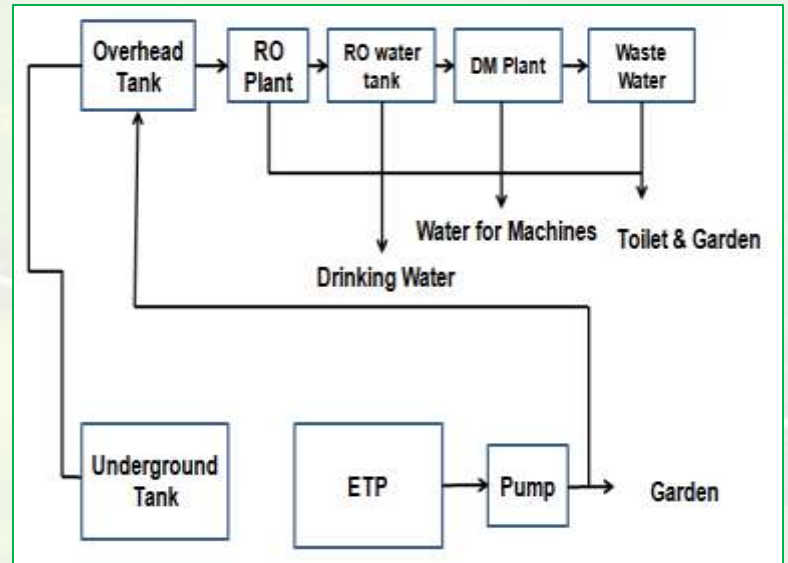 Overhead
Tank
RO
Plant
RO water
tank
DM Plant
Waste
Water
Water for Machines
Toilet & Garden
Drinking Water
Underground
Tank
ETP
Pump
Garden